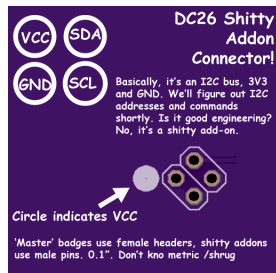 DC26 Shitty
Addon
Connector!
VCC SDA
GND SCL
Basically, it's an I2C bus, 3V3
and GND. We'll figure out I2C
addresses and commands
shortly. Is it good engineering?
No, it's a shitty add-on.
Circle indicates VCC
'Master' badges use female headers, shitty addons
use male pins. 0.1". Don't kno metric /shrug